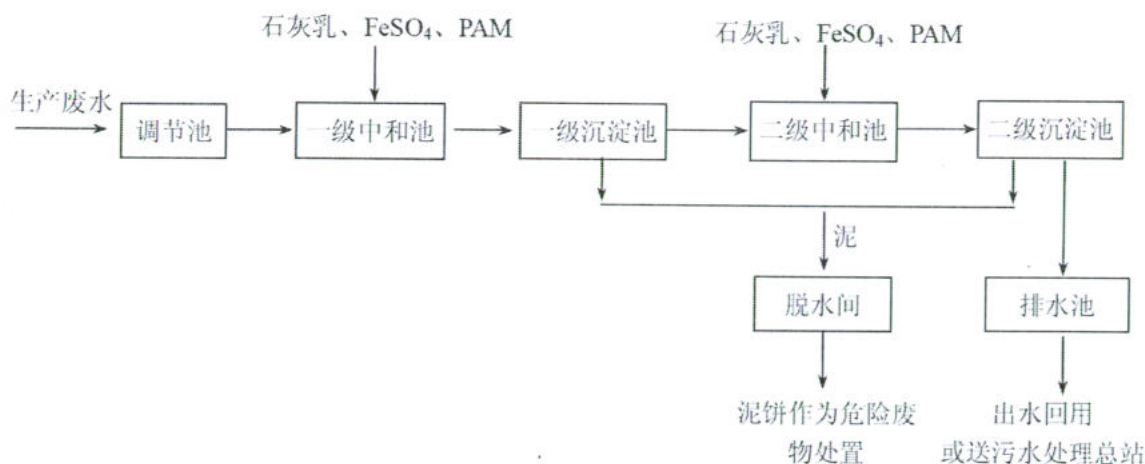 石灰乳、FeSO₄、PAM
石灰乳、FeSO₄、PAM
生产废水
调节池
一级中和池
一级沉淀池
二级中和池
二级沉淀池
泥
脱水间
排水池
泥饼作为危险废
物处置
出水回用
或送污水处理总站